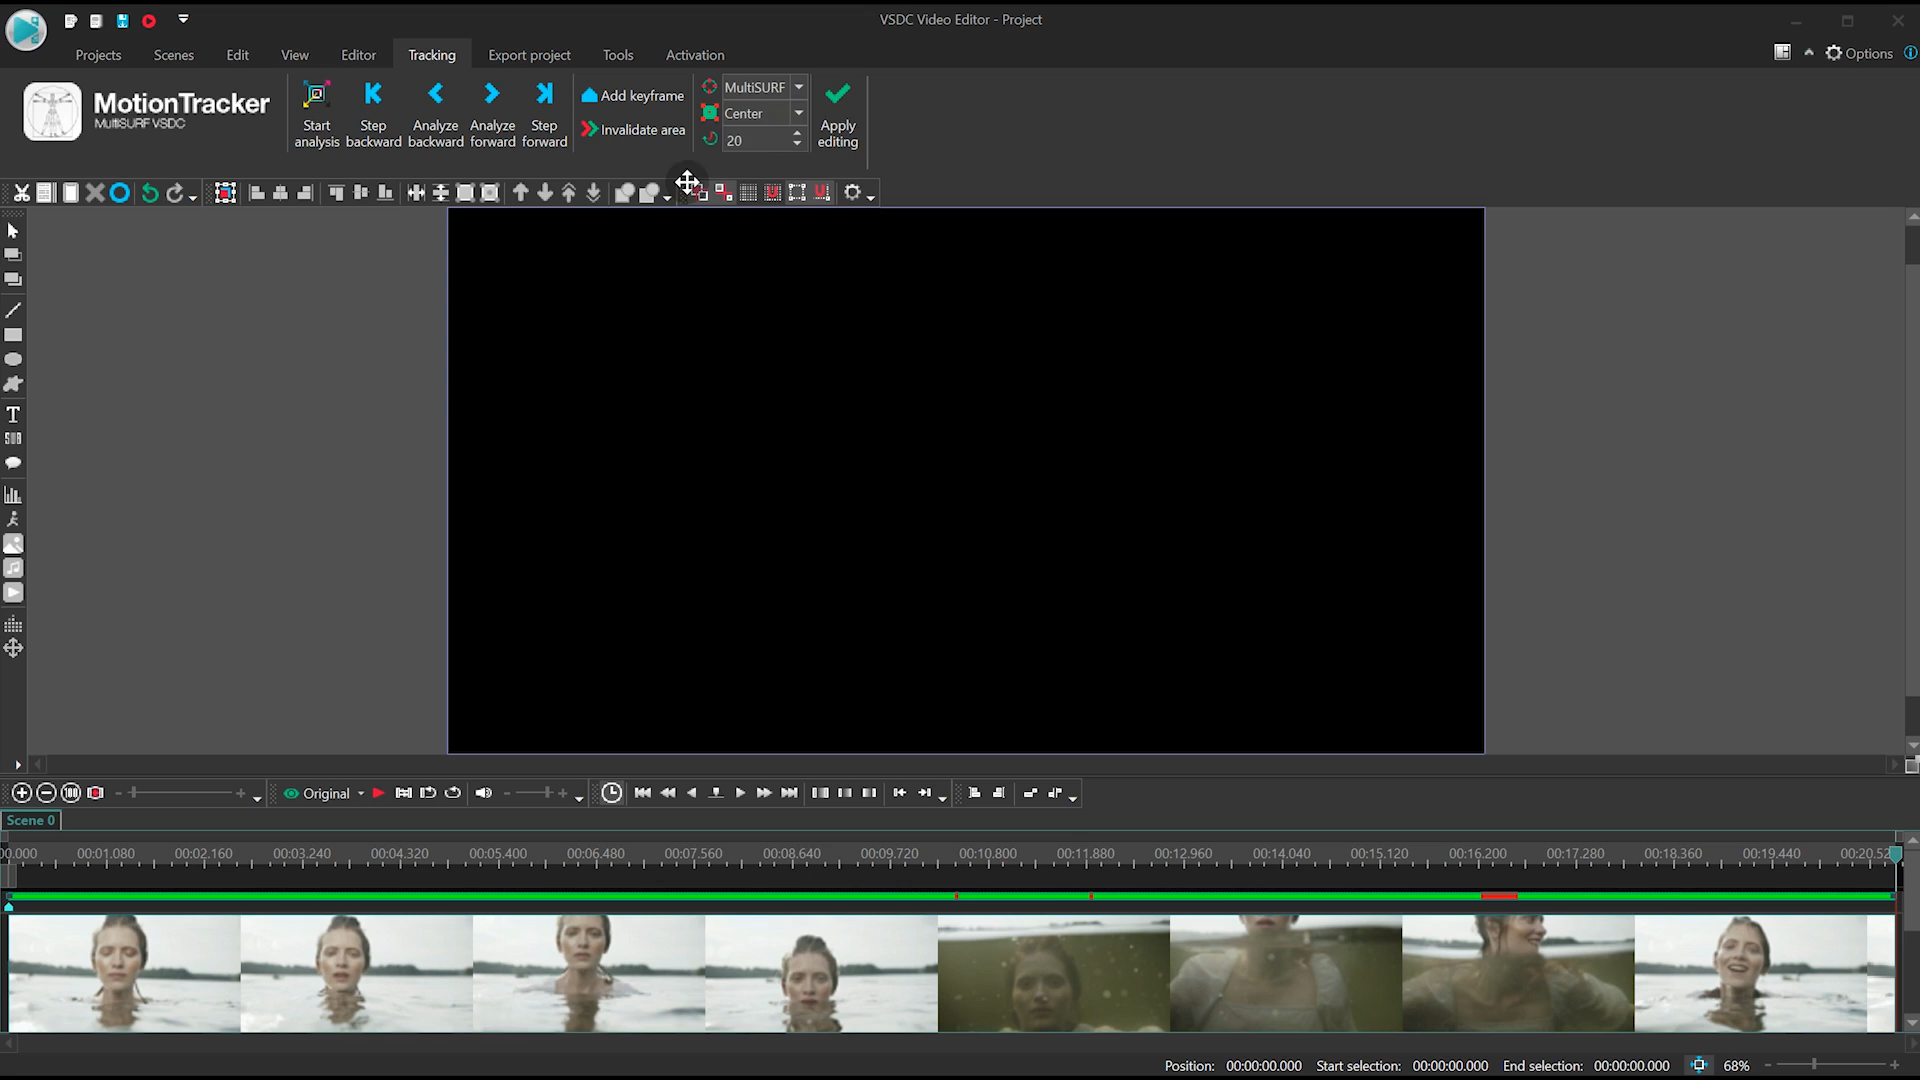 VSDC Video Editor - Project
Projects
Scenes
Edit
View
Editor
Tracking
Export project
Tools
Activation
Options
MotionTracker
MultiSURF VSDC
Start analysis
Step backward
Analyze backward
Analyze forward
Step forward
Add keyframe
Invalidate area
MultiSURF
Center
20
Apply editing
T
SUB
100
Original
Scene 0
00.000
00:01.080
00:02.160
00:03.240
00:04.320
00:05.400
00:06.480
00:07.560
00:08.640
00:09.720
00:10.800
00:11.880
00:12.960
00:14.040
00:15.120
00:16.200
00:17.280
00:18.360
00:19.440
00:20.52
Position: 00:00:00.000 Start selection: 00:00:00.000 End selection: 00:00:00.000 68%